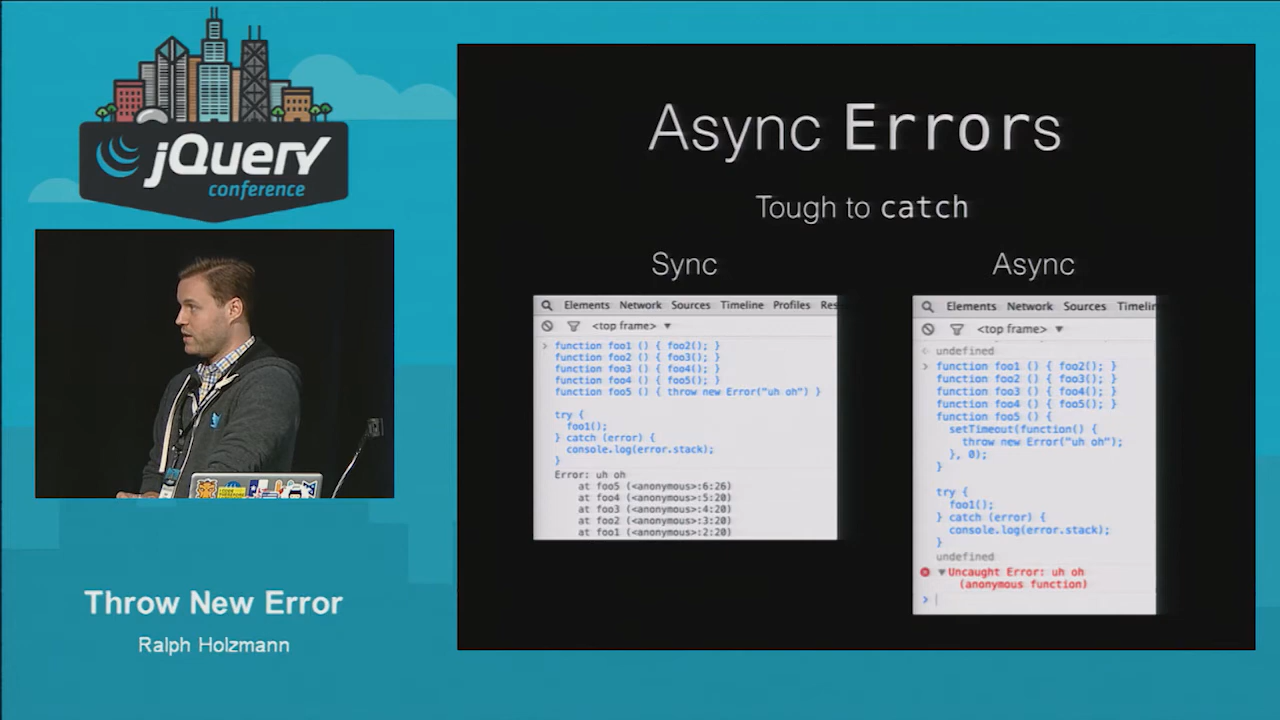 jQuery
conference
Throw New Error
Ralph Holzmann
Async Errors
Tough to catch
Sync
Elements Network Sources Timeline Profiles Res
<top frame> ▼
> function foo1 () { foo2(); }
function foo2 () { foo3(); }
function foo3 () { foo4(); }
function foo4 () { foo5(); }
function foo5 () { throw new Error("uh oh") }
try {
foo1();
} catch (error) {
console.log(error.stack);
}
Error: uh oh
at foo5 (<anonymous>:6:26)
at foo4 (<anonymous>:5:20)
at foo3 (<anonymous>:4:20)
at foo2 (<anonymous>:3:20)
at foo1 (<anonymous>:2:20)
Async
Elements Network Sources Timelin
<top frame> ▼
undefined
> function foo1 () { foo2(); }
function foo2 () { foo3(); }
function foo3 () { foo4(); }
function foo4 () { foo5(); }
function foo5 () {
setTimeout(function() {
throw new Error("uh oh");
}, 0);
}
try {
foo1();
} catch (error) {
console.log(error.stack);
}
undefined
▼Uncaught Error: uh oh
(anonymous function)
>